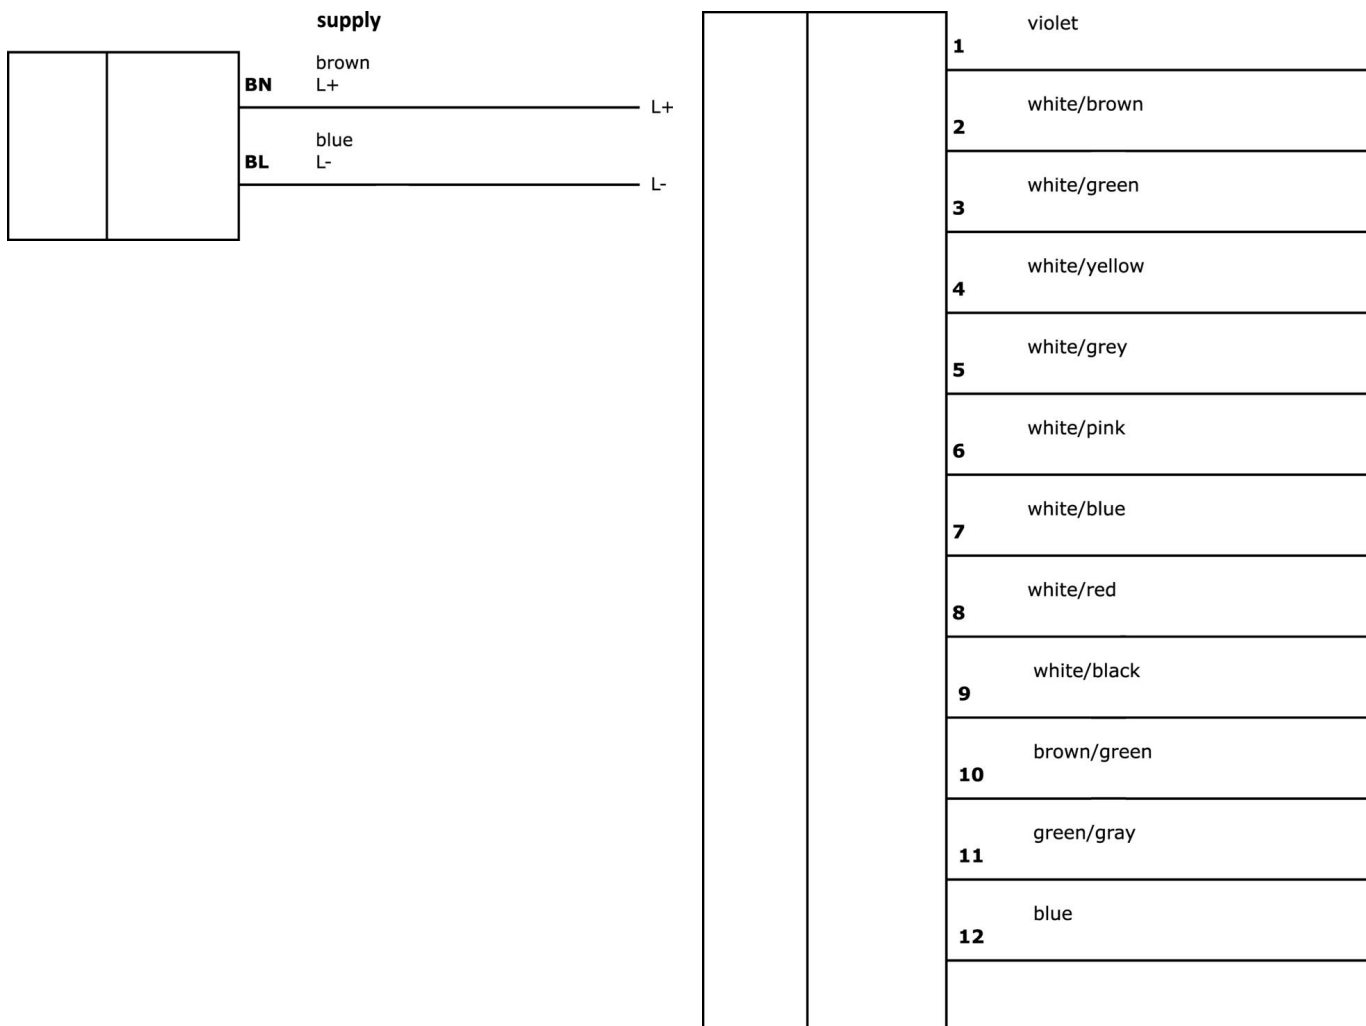 supply
brown
BN L+
L+
blue
BL L-
L-
violet
1
white/brown
2
white/green
3
white/yellow
4
white/grey
5
white/pink
6
white/blue
7
white/red
8
white/black
9
brown/green
10
green/gray
11
blue
12